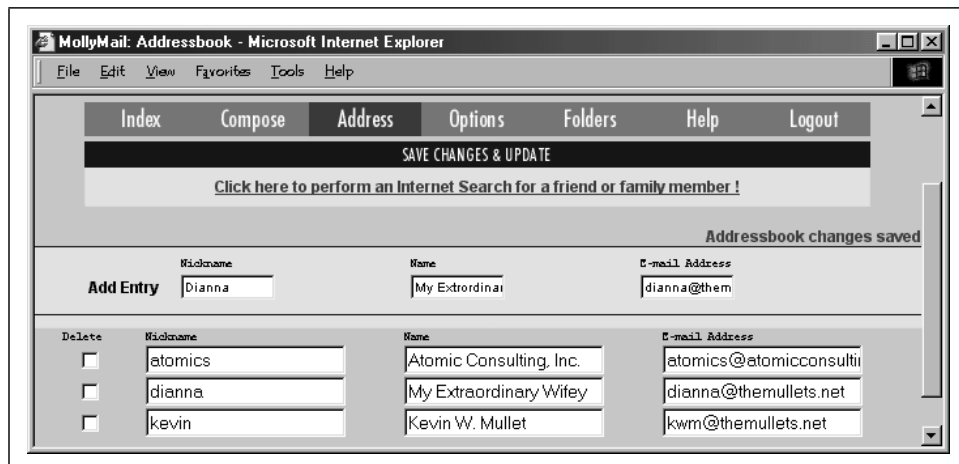 MollyMail: Addressbook - Microsoft Internet Explorer
File Edit View Favorites Tools Help
Index Compose Address Options Folders Help Logout
SAVE CHANGES & UPDATE
Click here to perform an Internet Search for a friend or family member !
Addressbook changes saved
Nickname Name E-mail Address
Add Entry Dianna My Extrordinar dianna@them
Delete Nickname Name E-mail Address
atomics Atomic Consulting, Inc. atomics@atomicconsultin
dianna My Extraordinary Wifey dianna@themullets.net
kevin Kevin W. Mullet kwm@themullets.net